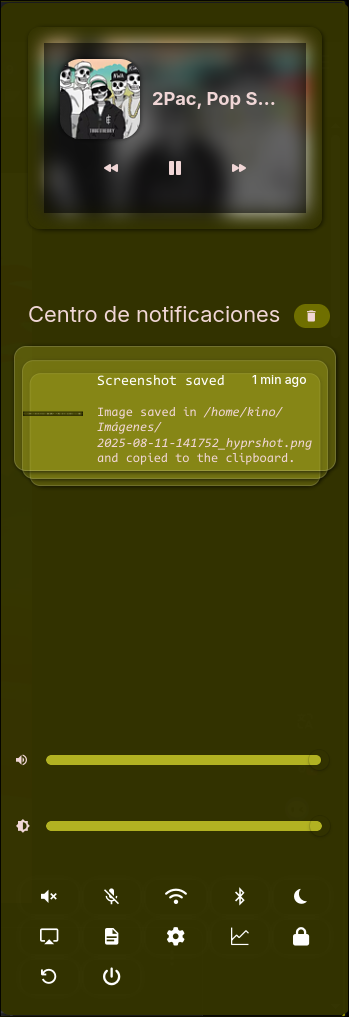 2Pac, Pop S...
Centro de notificaciones
Screenshot saved 1 min ago
Image saved in /home/kino/
Imágenes/
2025-08-11-141752_hyprshot.png
and copied to the clipboard.